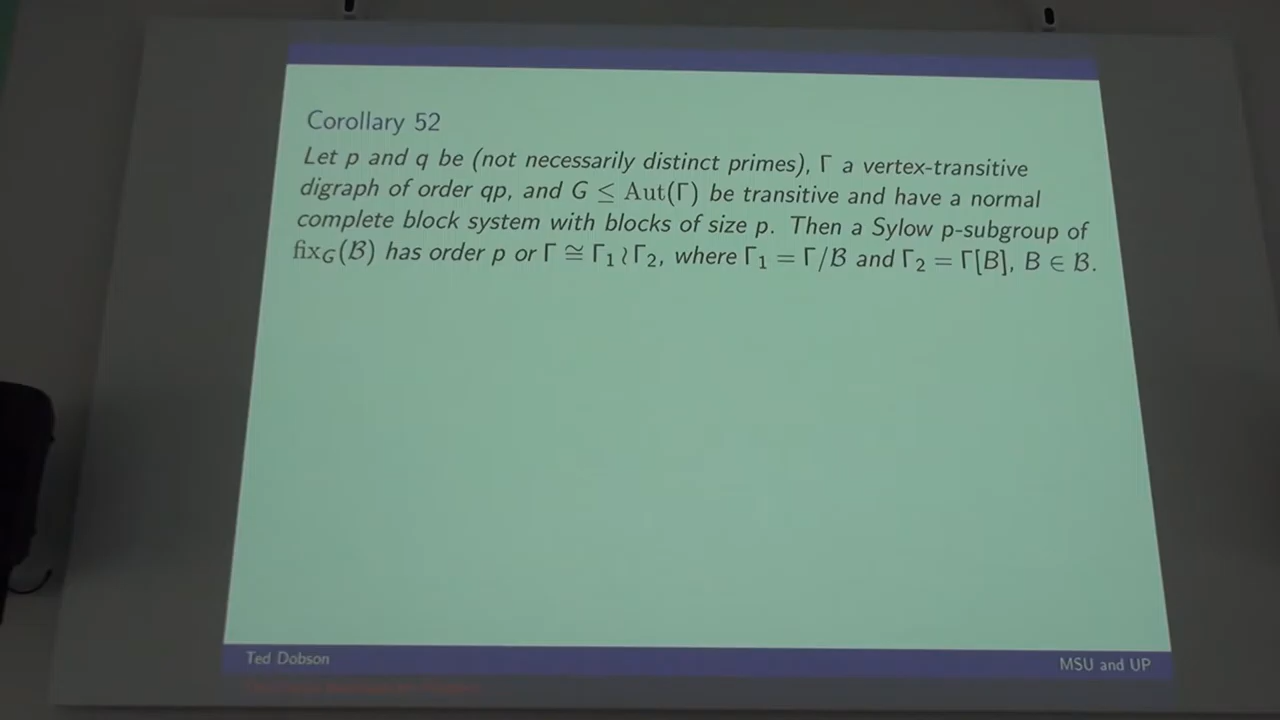 Corollary 52
Let p and q be (not necessarily distinct primes), Γ a vertex-transitive
digraph of order qp, and G ≤ Aut(Γ) be transitive and have a normal
complete block system with blocks of size p. Then a Sylow p-subgroup of
fix_G(ℬ) has order p or Γ ≅ Γ₁ ≀ Γ₂, where Γ₁ = Γ/ℬ and Γ₂ = Γ[B], B ∈ ℬ.
Ted Dobson
MSU and UP